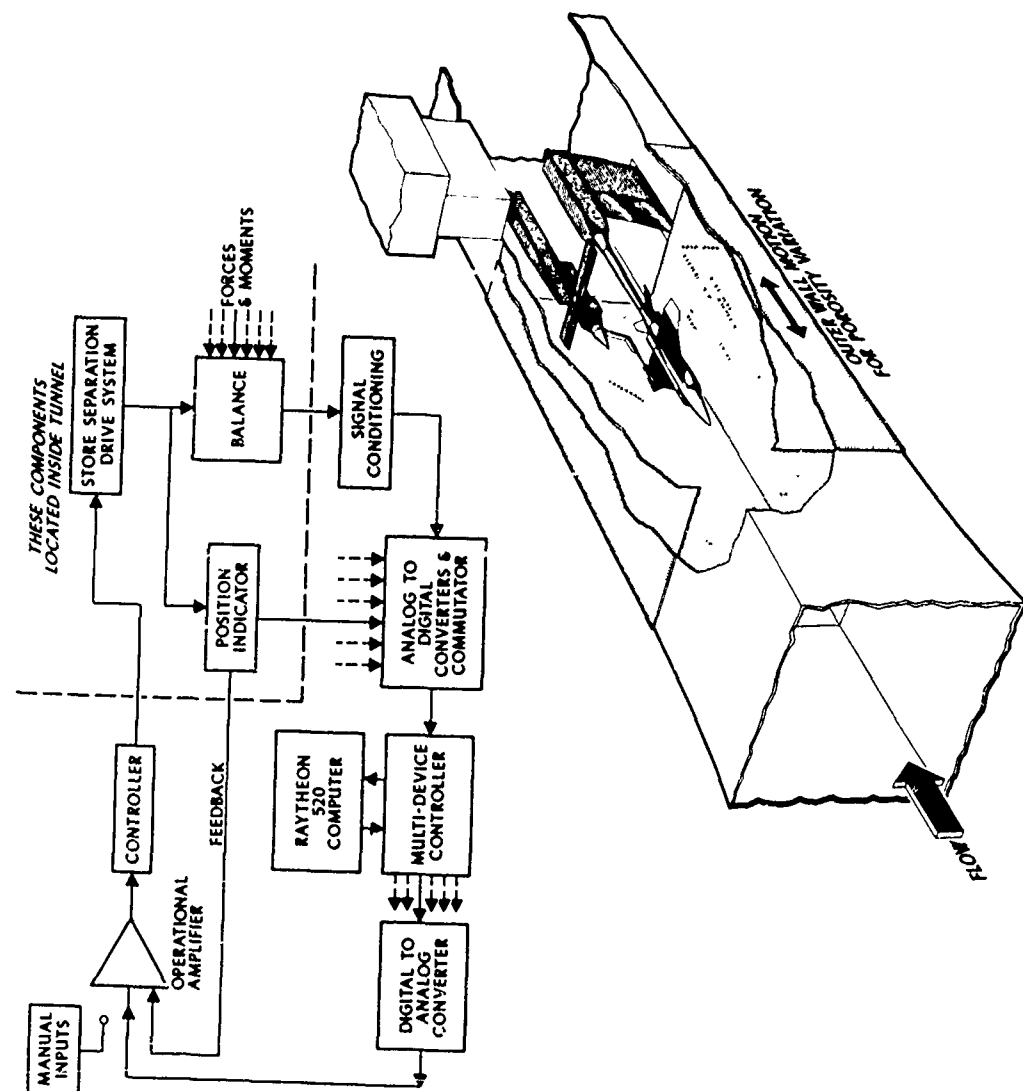 MANUAL
INPUTS
OPERATIONAL
AMPLIFIER
CONTROLLER
FEEDBACK
THESE COMPONENTS
LOCATED INSIDE TUNNEL
STORE SEPARATION
DRIVE SYSTEM
POSITION
INDICATOR
BALANCE
FORCES
& MOMENTS
SIGNAL
CONDITIONING
ANALOG TO
DIGITAL
CONVERTERS &
COMMUTATOR
RAYTHEON
520
COMPUTER
MULTI-DEVICE
CONTROLLER
DIGITAL TO
ANALOG
CONVERTER
FLOW
OUTER WALL MOTION
FOR POROSITY VARIATION